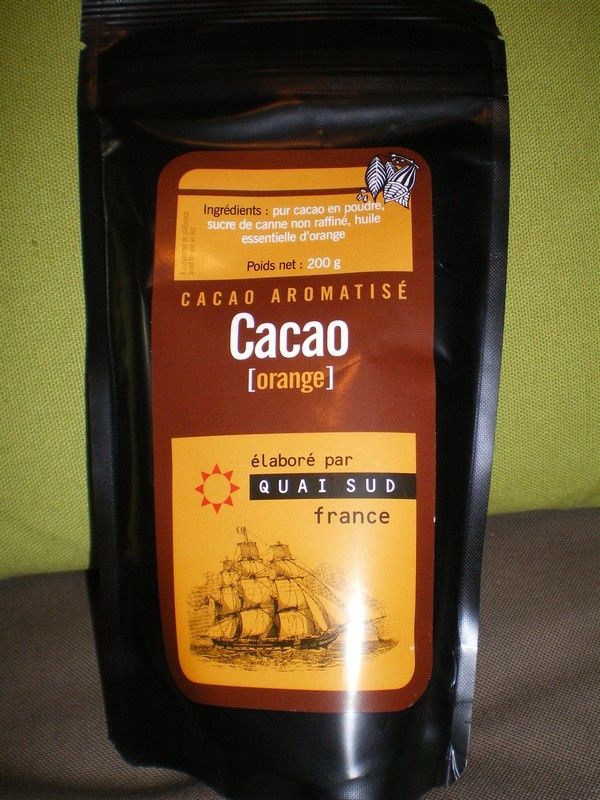 Ingrédients : pur cacao en poudre,
sucre de canne non raffiné, huile
essentielle d'orange
Poids net : 200 g
CACAO AROMATISÉ
Cacao
[orange]
élaboré par
QUAI SUD
france